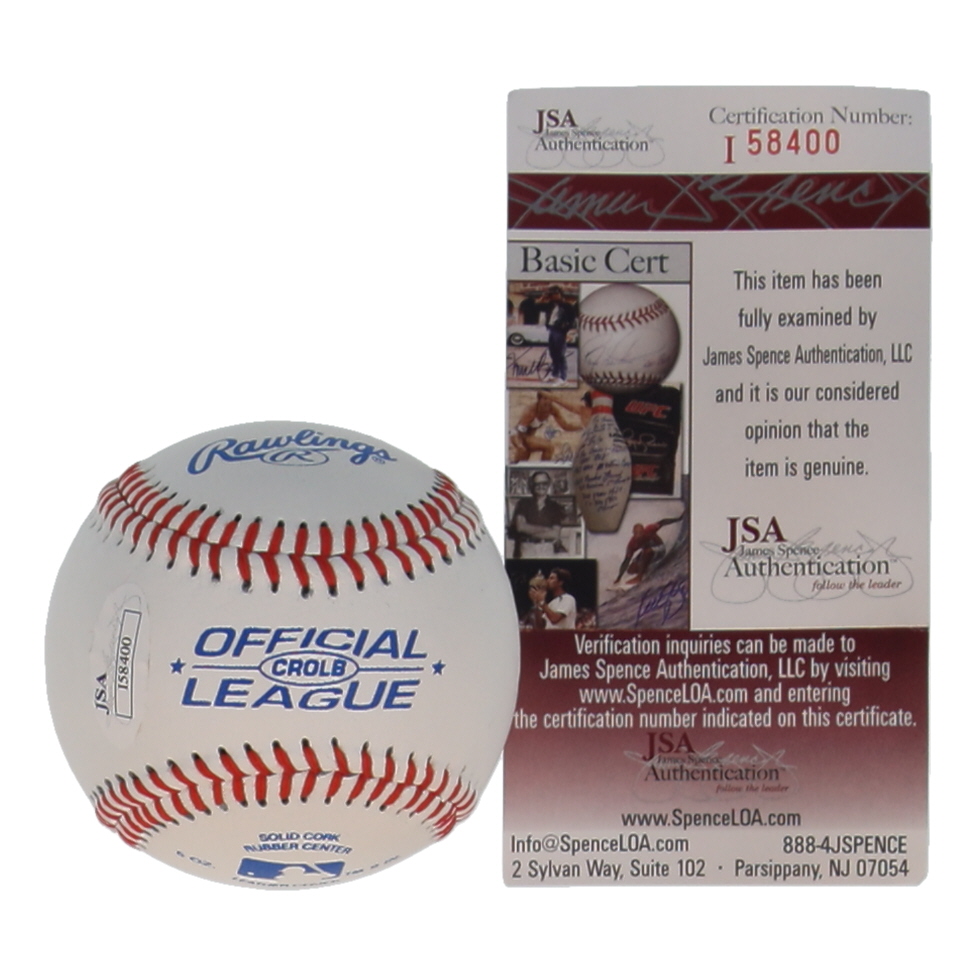 Rawlings
R
OFFICIAL
CROLB
LEAGUE
JSA
I58400
SOLID CORK
RUBBER CENTER
5 OZ.
JSA
James Spence
Authentication
Certification Number:
I 58400
Basic Cert
This item has been
fully examined by
James Spence Authentication, LLC
and it is our considered
opinion that the
item is genuine.
JSA
James Spence
Authentication™
follow the leader
Verification inquiries can be made to
James Spence Authentication, LLC by visiting
www.SpenceLOA.com and entering
the certification number indicated on this certificate.
JSA
James Spence
Authentication™
follow the leader
www.SpenceLOA.com
Info@SpenceLOA.com 888-4JSPENCE
2 Sylvan Way, Suite 102 · Parsippany, NJ 07054